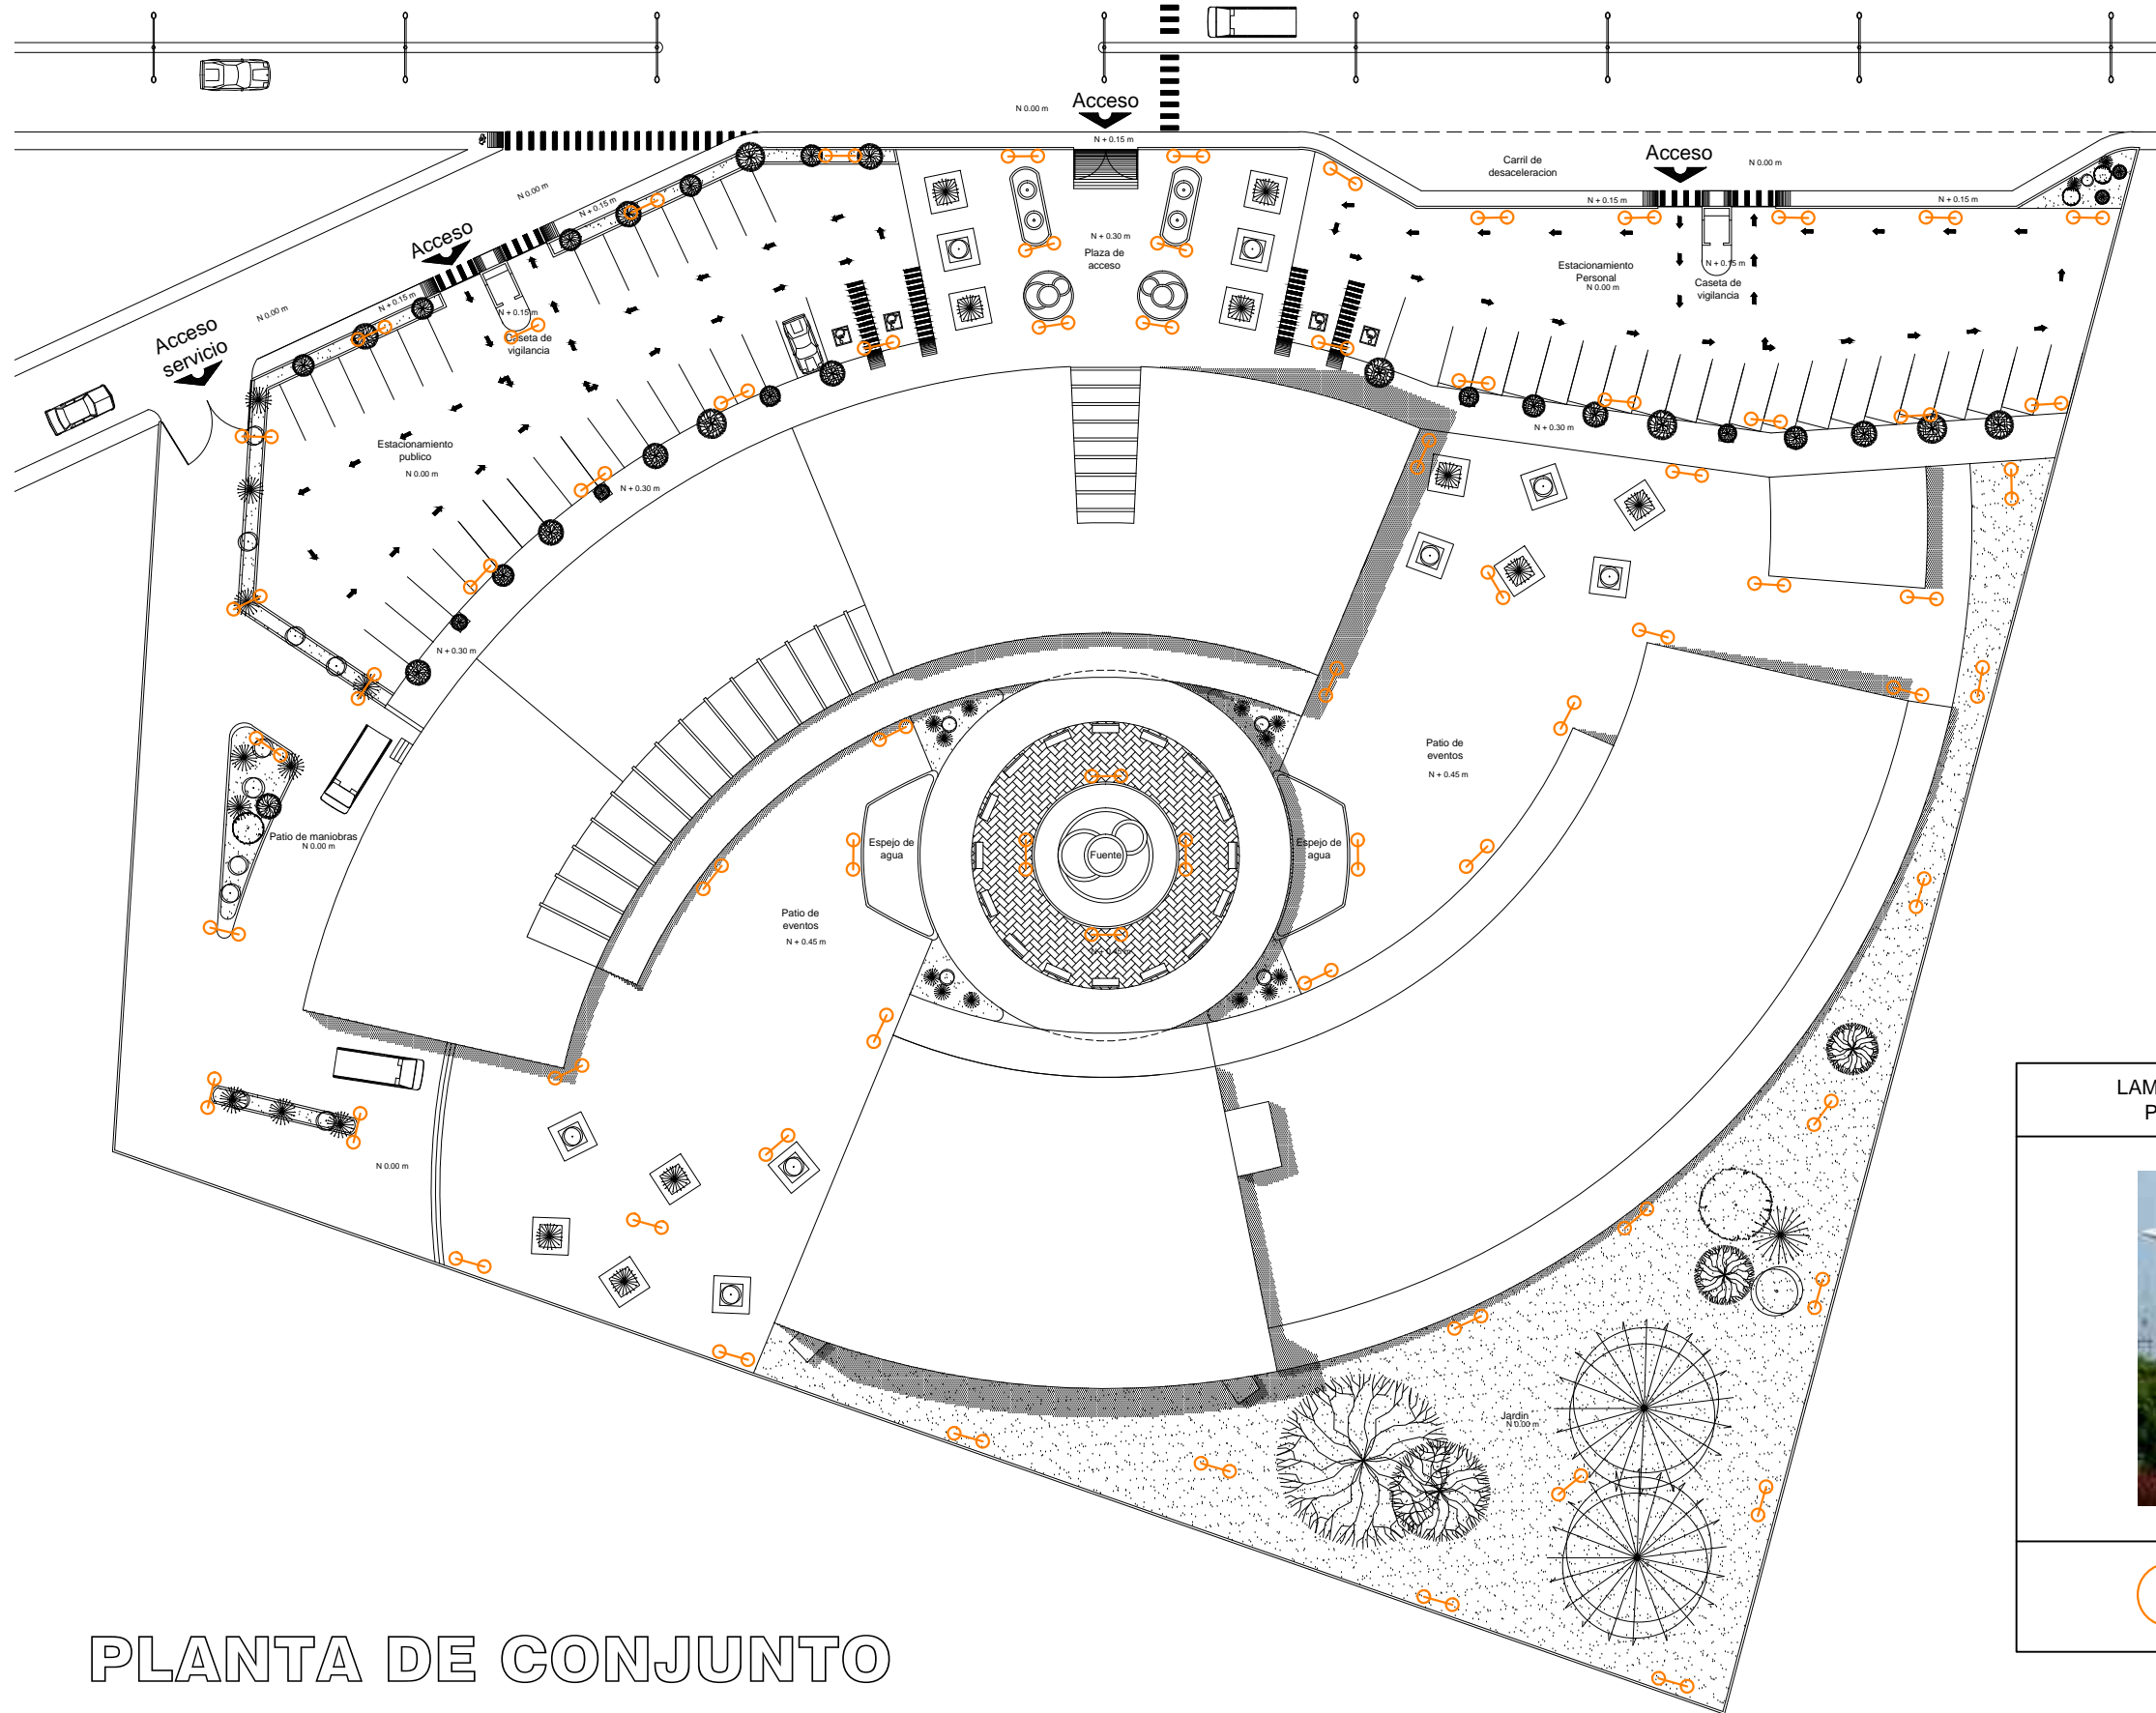 N 0.00 m
Acceso
N + 0.15 m
Carril de
desaceleracion
Acceso
N 0.00 m
N + 0.15 m
N + 0.15 m
N 0.00 m
N + 0.15 m
Acceso
N 0.00 m
N + 0.15 m
Acceso
servicio
N + 0.15 m
Caseta de
vigilancia
N + 0.30 m
Plaza de
acceso
Estacionamiento
Personal
N 0.00 m
N + 0.15 m
Caseta de
vigilancia
Estacionamiento
publico
N 0.00 m
N + 0.30 m
N + 0.30 m
N + 0.30 m
Patio de
eventos
N + 0.45 m
Patio de maniobras
N 0.00 m
Espejo de
agua
Fuente
Espejo de
agua
Patio de
eventos
N + 0.45 m
N + 0.45 m
N 0.00 m
LAM
P
Jardin
N 0.00 m
PLANTA DE CONJUNTO